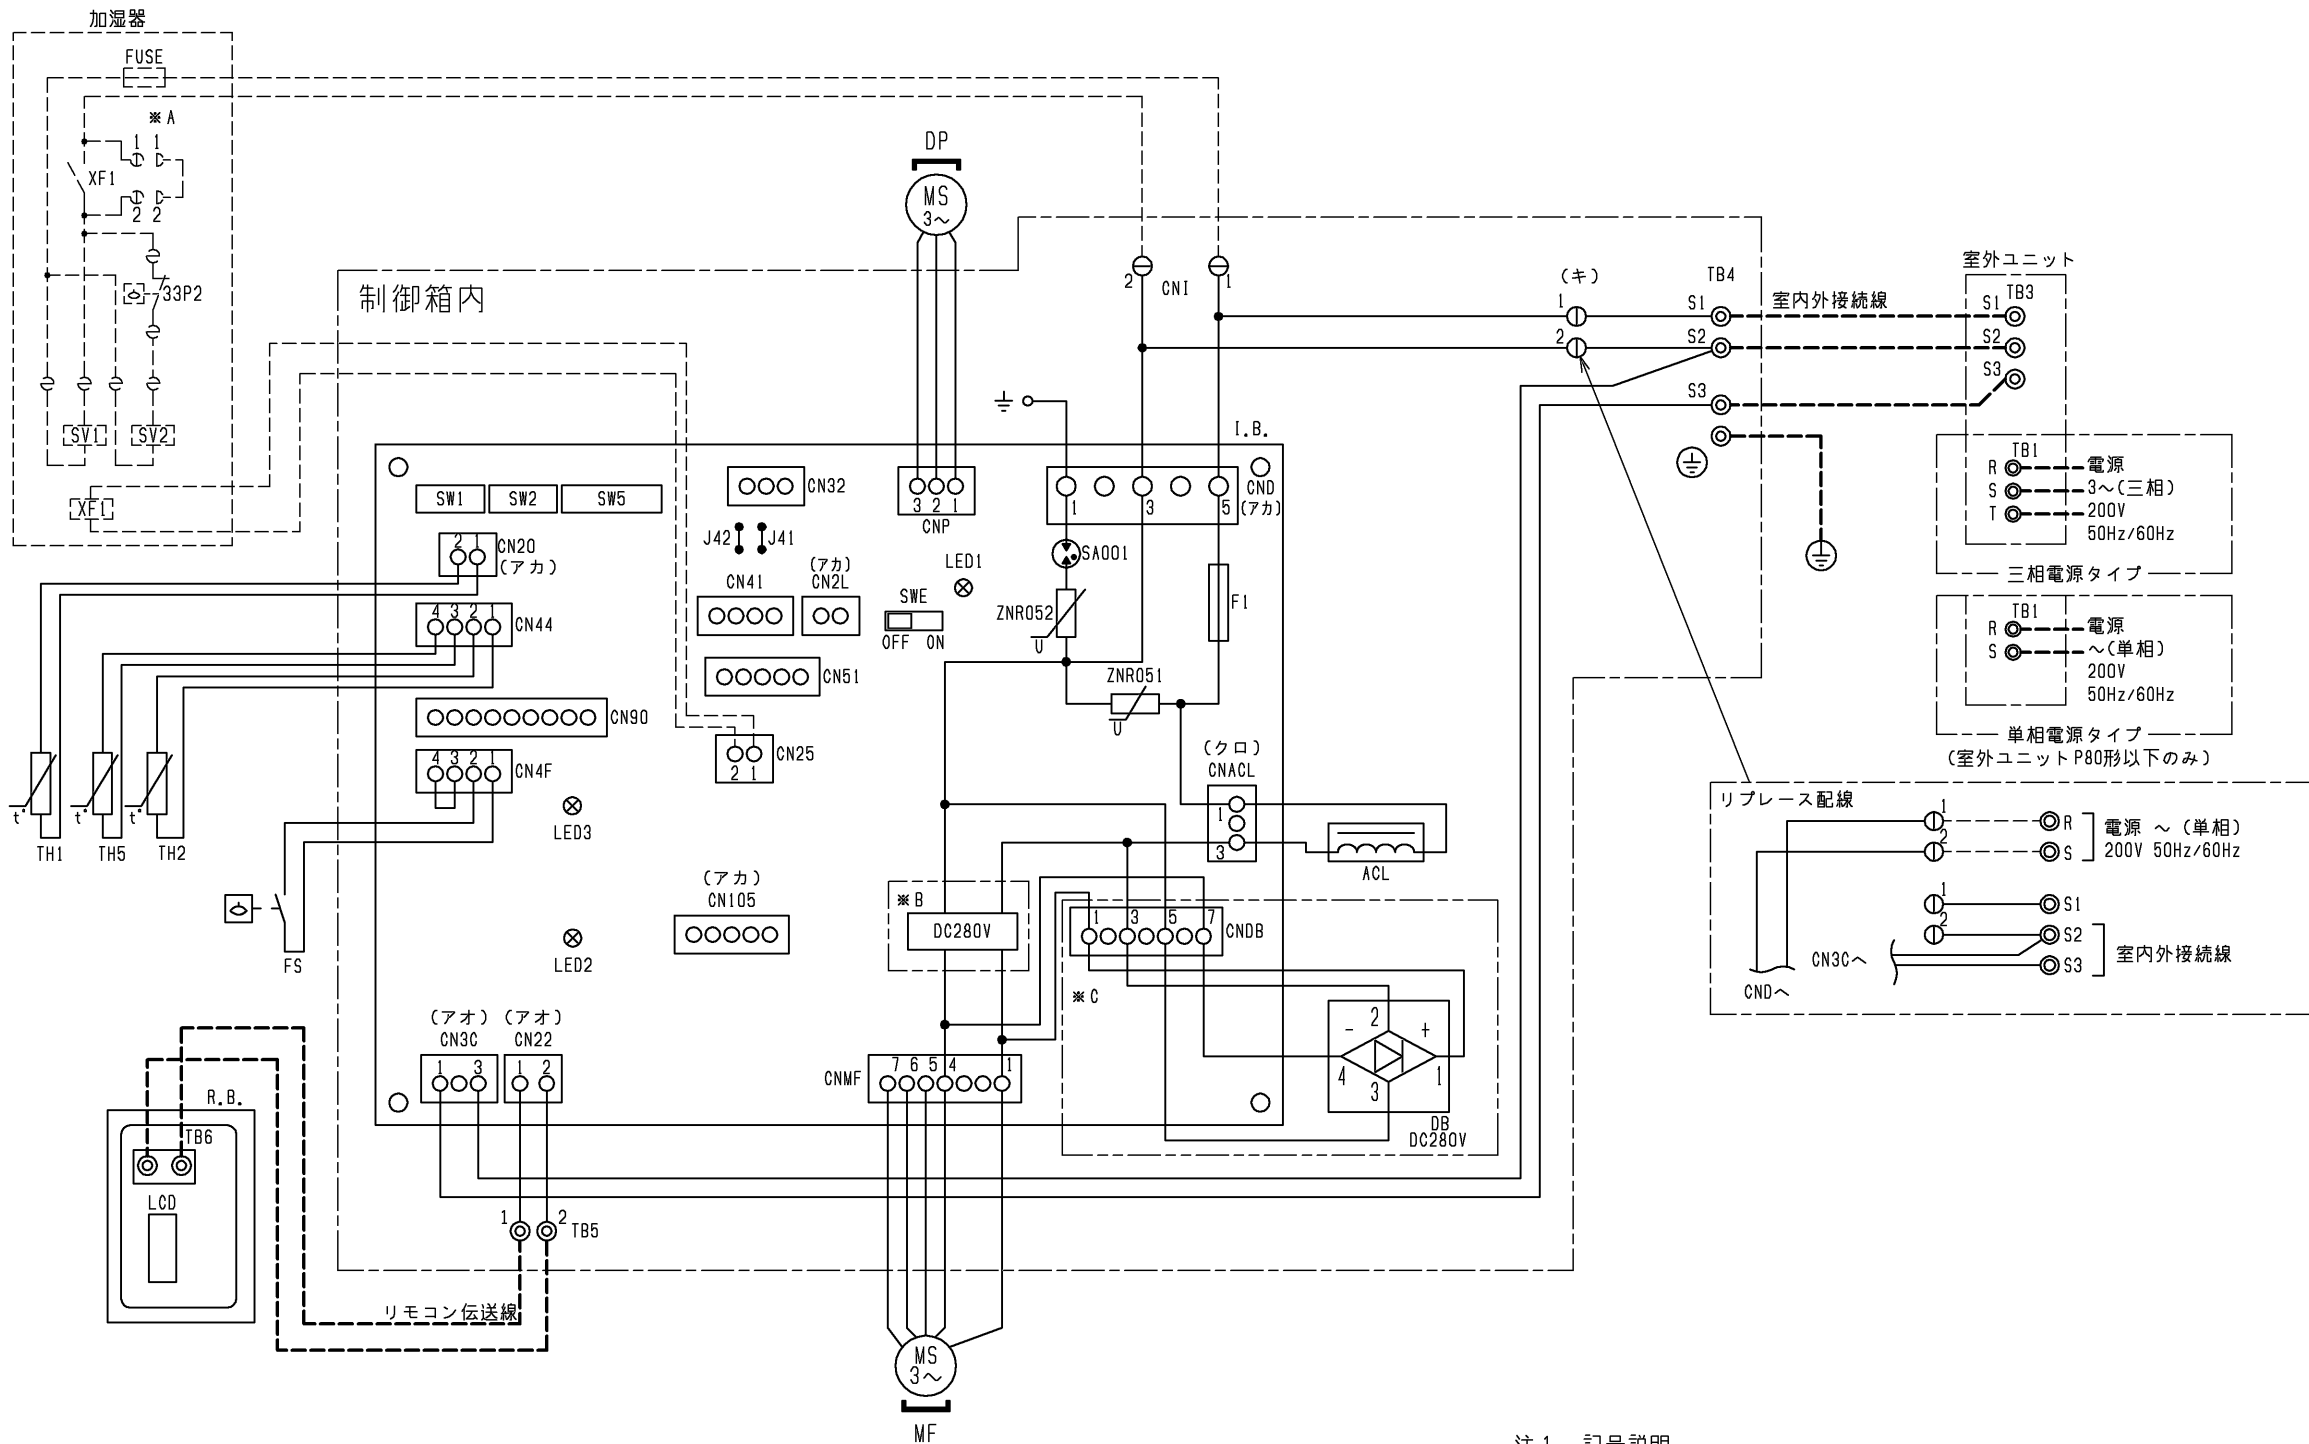 加湿器
FUSE
※A
1 1
XF1
2 2
33P2
SV1
SV2
XF1
DP
MS
3～
制御箱内
2
CNI
1
(キ)
1
2
TB4
S1
S2
S3
室内外接続線
室外ユニット
TB3
S1
S2
S3
TB1
R
S
T
電源
3～(三相)
200V
50Hz/60Hz
三相電源タイプ
TB1
R
S
電源
～(単相)
200V
50Hz/60Hz
単相電源タイプ
(室外ユニットP80形以下のみ)
I.B.
SW1
SW2
SW5
CN32
3 2 1
CNP
1
3
5
CND
(アカ)
J42
J41
2 1
CN20
(アカ)
SA001
LED1
CN41
(アカ)
CN2L
SWE
OFF ON
ZNR052
U
F1
4 3 2 1
CN44
CN51
ZNR051
U
CN90
2 1
CN25
4 3 2 1
CN4F
(クロ)
CNACL
1
3
ACL
LED3
t°
t°
t°
TH1
TH5
TH2
(アカ)
CN105
※B
DC280V
1 3 5 7
CNDB
※C
LED2
FS
2
－
＋
4
1
3
DB
DC280V
(アオ)
CN3C
1 3
(アオ)
CN22
1 2
CNMF
7 6 5 4 1
R.B.
TB6
LCD
1
2
TB5
リモコン伝送線
MS
3～
MF
リプレース配線
1
2
R
S
電源 ～ (単相)
200V 50Hz/60Hz
1
2
S1
S2
S3
室内外接続線
CN3Cへ
CNDへ
注1. 記号説明